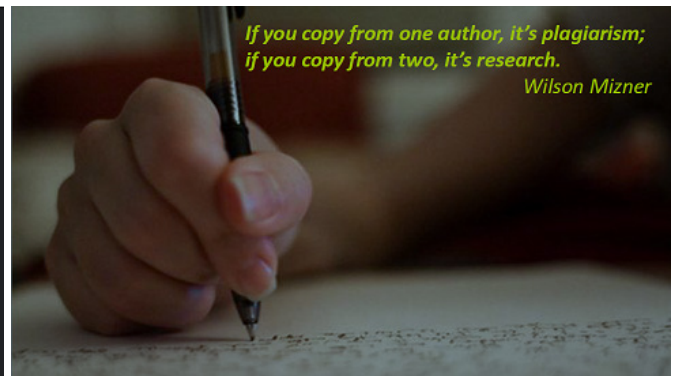 If you copy from one author, it’s plagiarism;
if you copy from two, it’s research.
Wilson Mizner